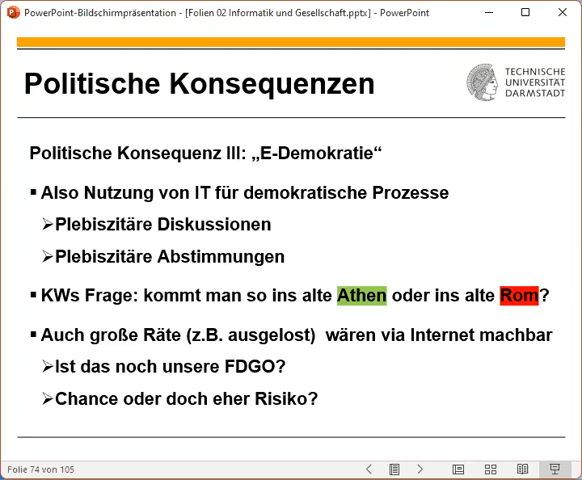 PowerPoint-Bildschirmpräsentation - [Folien 02 Informatik und Gesellschaft.pptx] - PowerPoint
Politische Konsequenzen
TECHNISCHE
UNIVERSITÄT
DARMSTADT
Politische Konsequenz III: „E-Demokratie“
▪ Also Nutzung von IT für demokratische Prozesse
➢Plebiszitäre Diskussionen
➢Plebiszitäre Abstimmungen
▪ KWs Frage: kommt man so ins alte Athen oder ins alte Rom?
▪ Auch große Räte (z.B. ausgelost) wären via Internet machbar
➢Ist das noch unsere FDGO?
➢Chance oder doch eher Risiko?
Folie 74 von 105